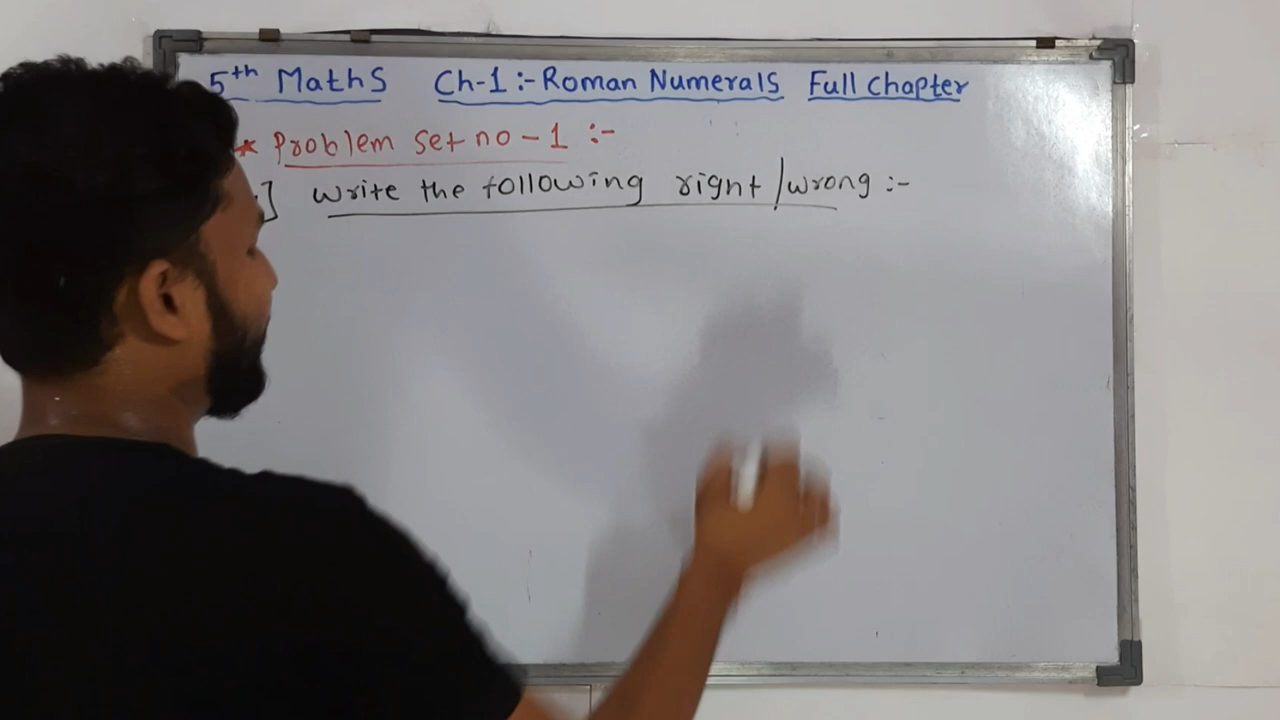 5th Maths Ch-1:- Roman Numerals Full Chapter
* Problem set no-1 :-
] Write the following right/wrong :-